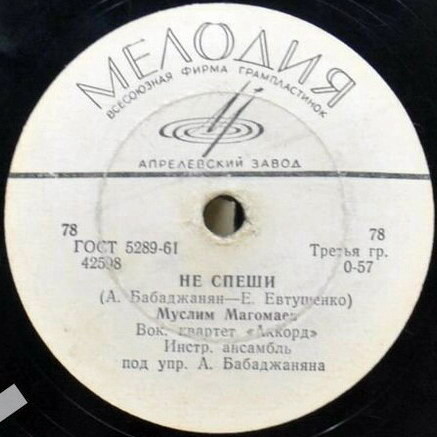 МЕЛОДИЯ
ВСЕСОЮЗНАЯ ФИРМА ГРАМПЛАСТИНОК
АПРЕЛЕВСКИЙ ЗАВОД
78 78
ГОСТ 5289-61 Третья гр.
42508 0-57
НЕ СПЕШИ
(А. Бабаджанян—Е. Евтушенко)
Муслим Магомаев
Вок. квартет «Аккорд»
Инстр. ансамбль
под упр. А. Бабаджаняна